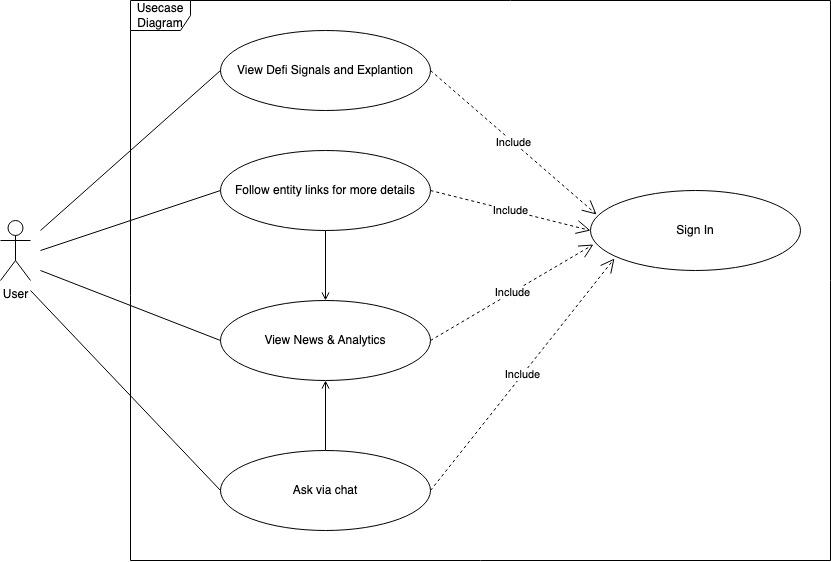 Usecase
Diagram
View Defi Signals and Explantion
Include
Follow entity links for more details
Include
Sign In
User
Include
View News & Analytics
Include
Ask via chat